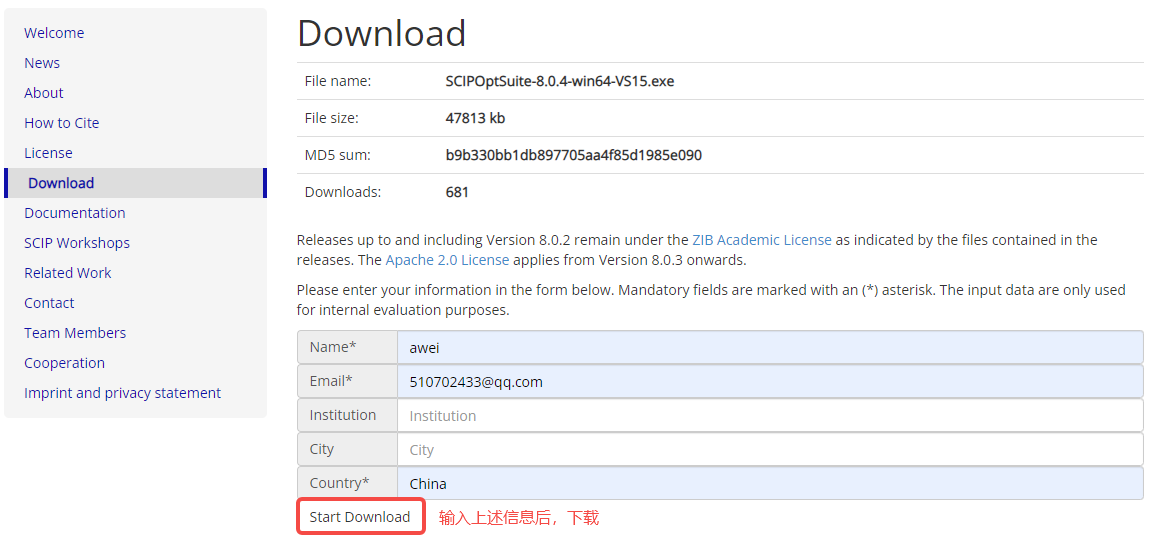 Welcome
News
About
How to Cite
License
Download
Documentation
SCIP Workshops
Related Work
Contact
Team Members
Cooperation
Imprint and privacy statement
Download
File name: SCIPOptSuite-8.0.4-win64-VS15.exe
File size: 47813 kb
MD5 sum: b9b330bb1db897705aa4f85d1985e090
Downloads: 681
Releases up to and including Version 8.0.2 remain under the ZIB Academic License as indicated by the files contained in the
releases. The Apache 2.0 License applies from Version 8.0.3 onwards.
Please enter your information in the form below. Mandatory fields are marked with an (*) asterisk. The input data are only used
for internal evaluation purposes.
Name* awei
Email* 510702433@qq.com
Institution Institution
City City
Country* China
Start Download 输入上述信息后，下载